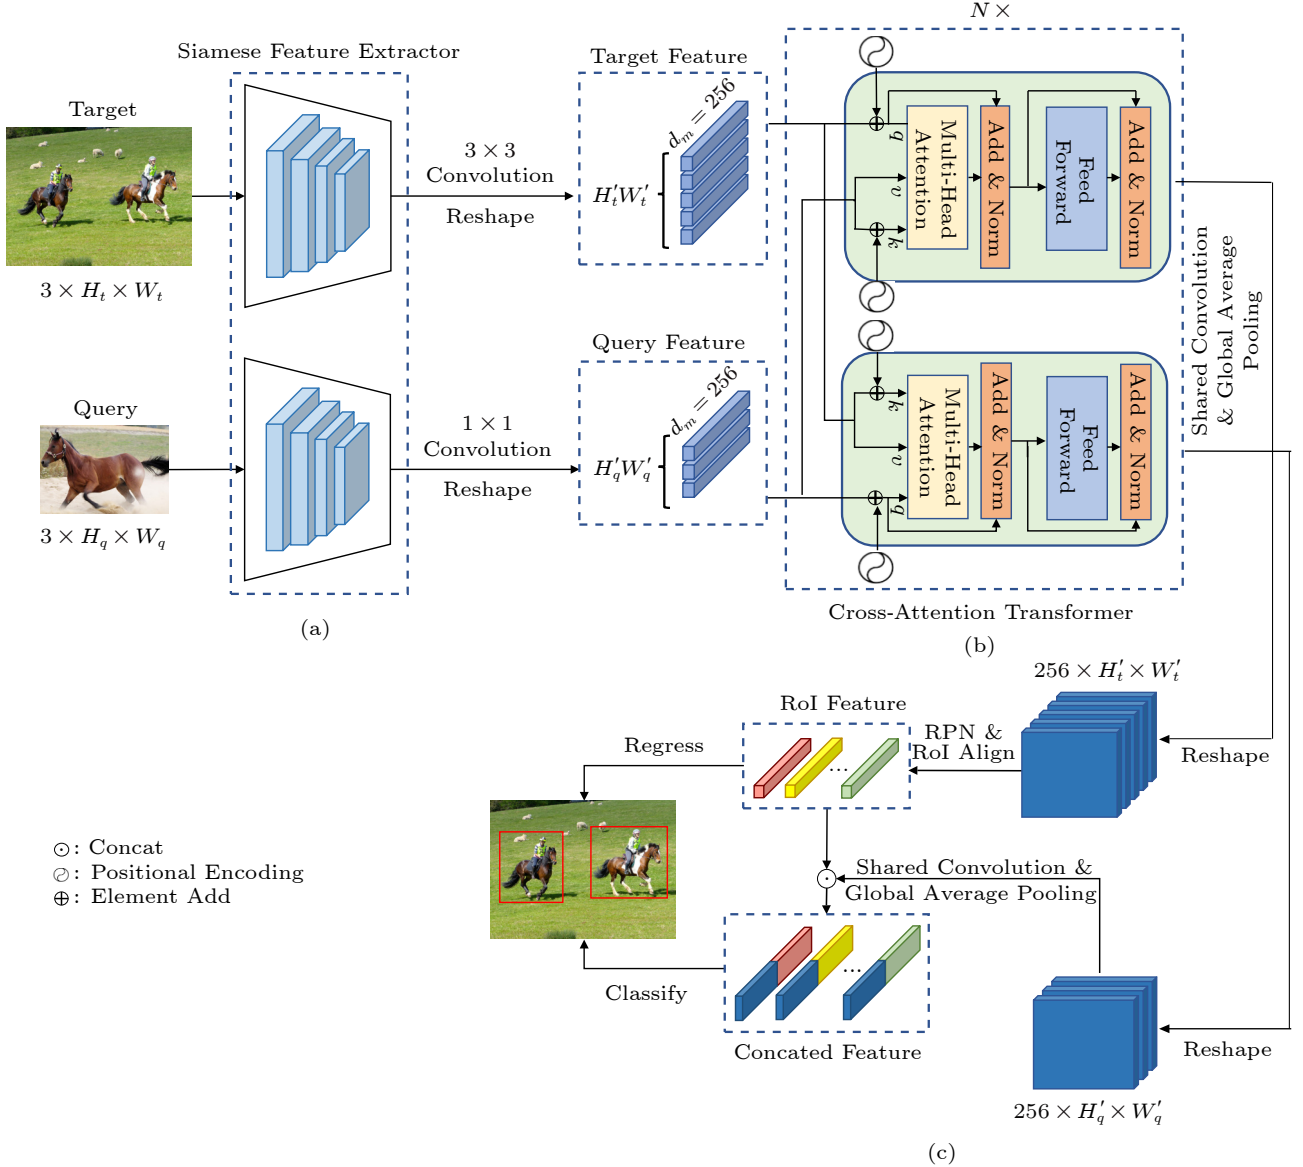 N ×
Siamese Feature Extractor
Target Feature
Target
d_m = 256
3 × 3
Convolution
Reshape
H′_tW′_t
3 × H_t × W_t
q
v
k
Multi-Head
Attention
Add & Norm
Feed
Forward
Add & Norm
Shared Convolution
& Global Average
Pooling
Query Feature
Query
d_m = 256
1 × 1
Convolution
Reshape
H′_qW′_q
3 × H_q × W_q
k
v
q
Multi-Head
Attention
Add & Norm
Feed
Forward
Add & Norm
Cross-Attention Transformer
(a)
(b)
256 × H′_t × W′_t
RoI Feature
RPN &
RoI Align
Regress
Reshape
...
⊙: Concat
Positional Encoding
⊕: Element Add
Shared Convolution &
Global Average Pooling
...
Classify
Concated Feature
Reshape
256 × H′_q × W′_q
(c)